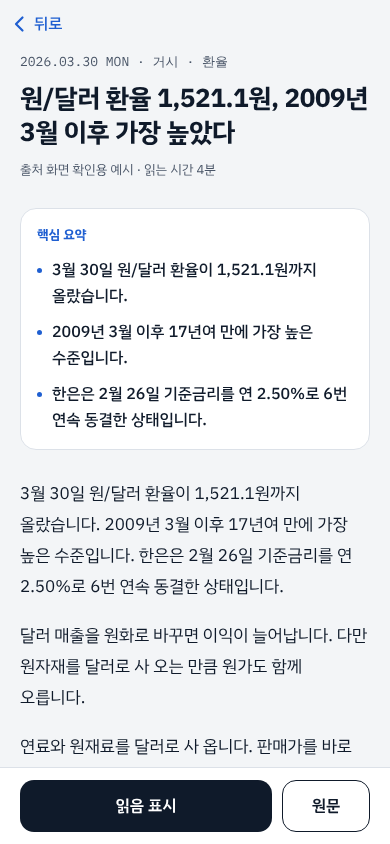 뒤로
2026.03.30 MON · 거시 · 환율
원/달러 환율 1,521.1원, 2009년
3월 이후 가장 높았다
출처 화면 확인용 예시 · 읽는 시간 4분
핵심 요약
• 3월 30일 원/달러 환율이 1,521.1원까지
올랐습니다.
• 2009년 3월 이후 17년여 만에 가장 높은
수준입니다.
• 한은은 2월 26일 기준금리를 연 2.50%로 6번
연속 동결한 상태입니다.
3월 30일 원/달러 환율이 1,521.1원까지
올랐습니다. 2009년 3월 이후 17년여 만에 가장
높은 수준입니다. 한은은 2월 26일 기준금리를 연
2.50%로 6번 연속 동결한 상태입니다.
달러 매출을 원화로 바꾸면 이익이 늘어납니다. 다만
원자재를 달러로 사 오는 만큼 원가도 함께
오릅니다.
연료와 원재료를 달러로 사 옵니다. 판매가를 바로
읽음 표시
원문